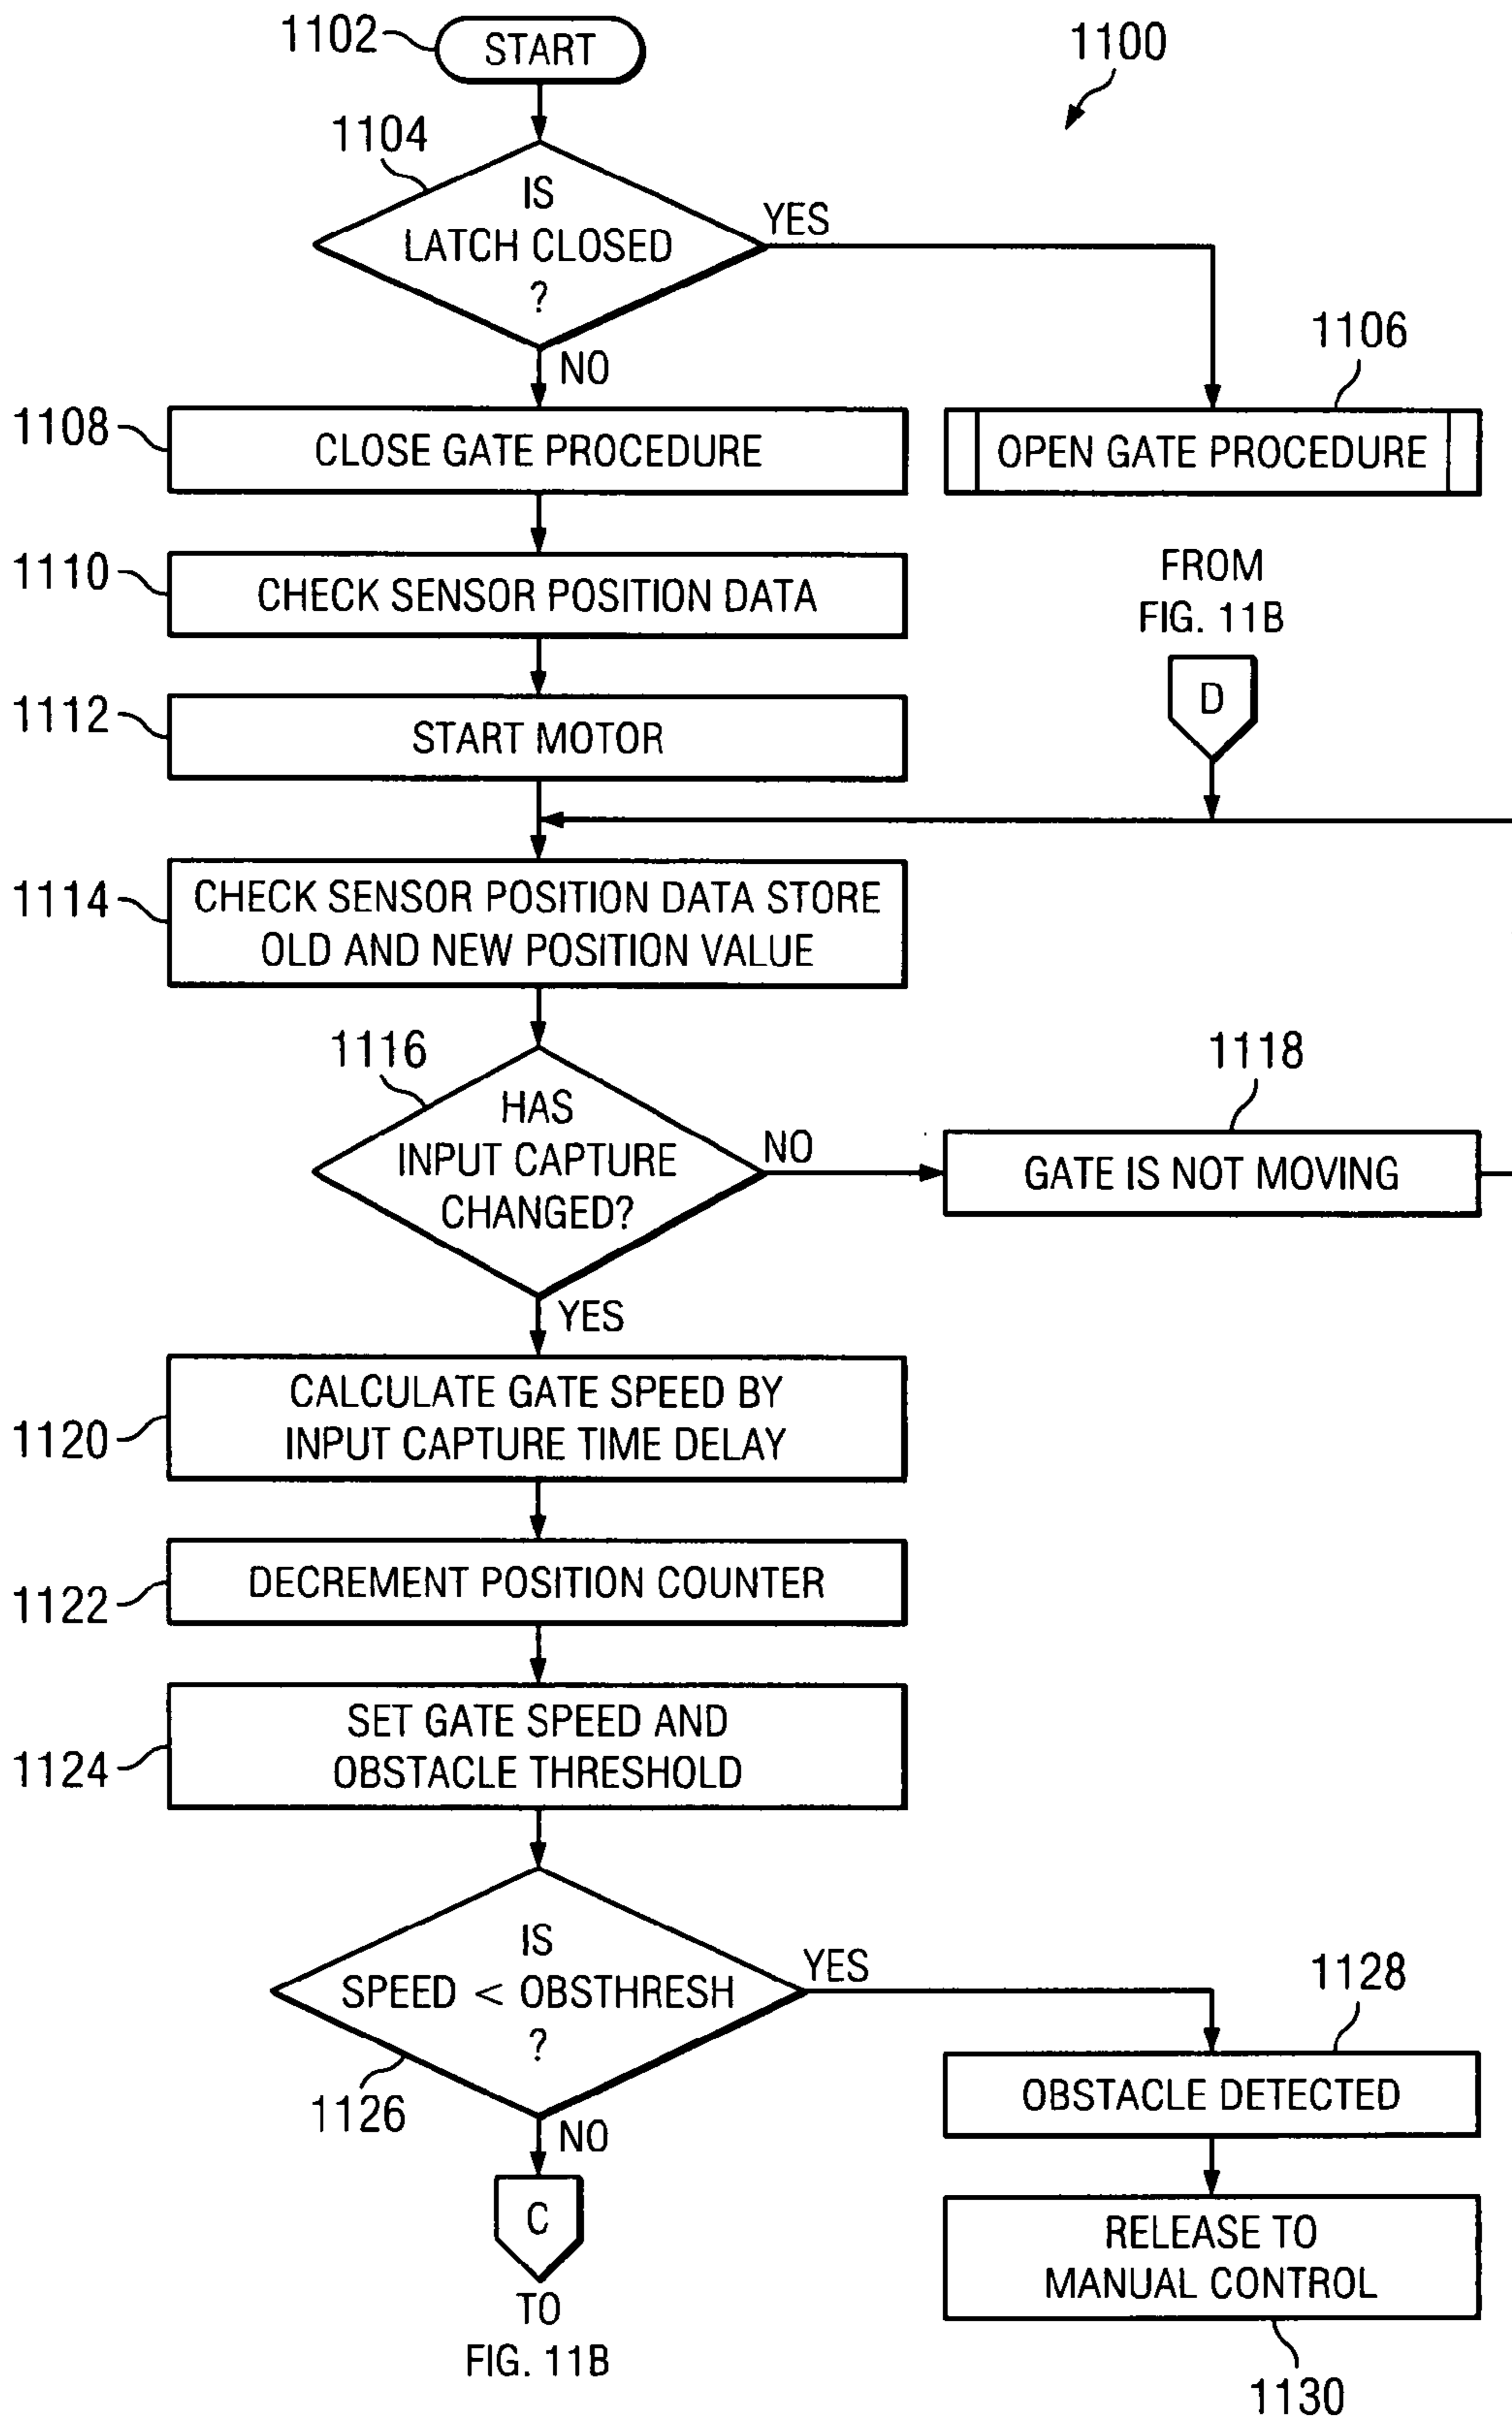 1102
START
1100
1104
IS
LATCH CLOSED
?
YES
NO
1106
1108
CLOSE GATE PROCEDURE
OPEN GATE PROCEDURE
1110
CHECK SENSOR POSITION DATA
FROM
FIG. 11B
1112
START MOTOR
D
1114
CHECK SENSOR POSITION DATA STORE
OLD AND NEW POSITION VALUE
1116
HAS
INPUT CAPTURE
CHANGED?
NO
1118
GATE IS NOT MOVING
YES
1120
CALCULATE GATE SPEED BY
INPUT CAPTURE TIME DELAY
1122
DECREMENT POSITION COUNTER
1124
SET GATE SPEED AND
OBSTACLE THRESHOLD
IS
SPEED < OBSTHRESH
?
YES
1126
NO
1128
OBSTACLE DETECTED
C
TO
FIG. 11B
RELEASE TO
MANUAL CONTROL
1130